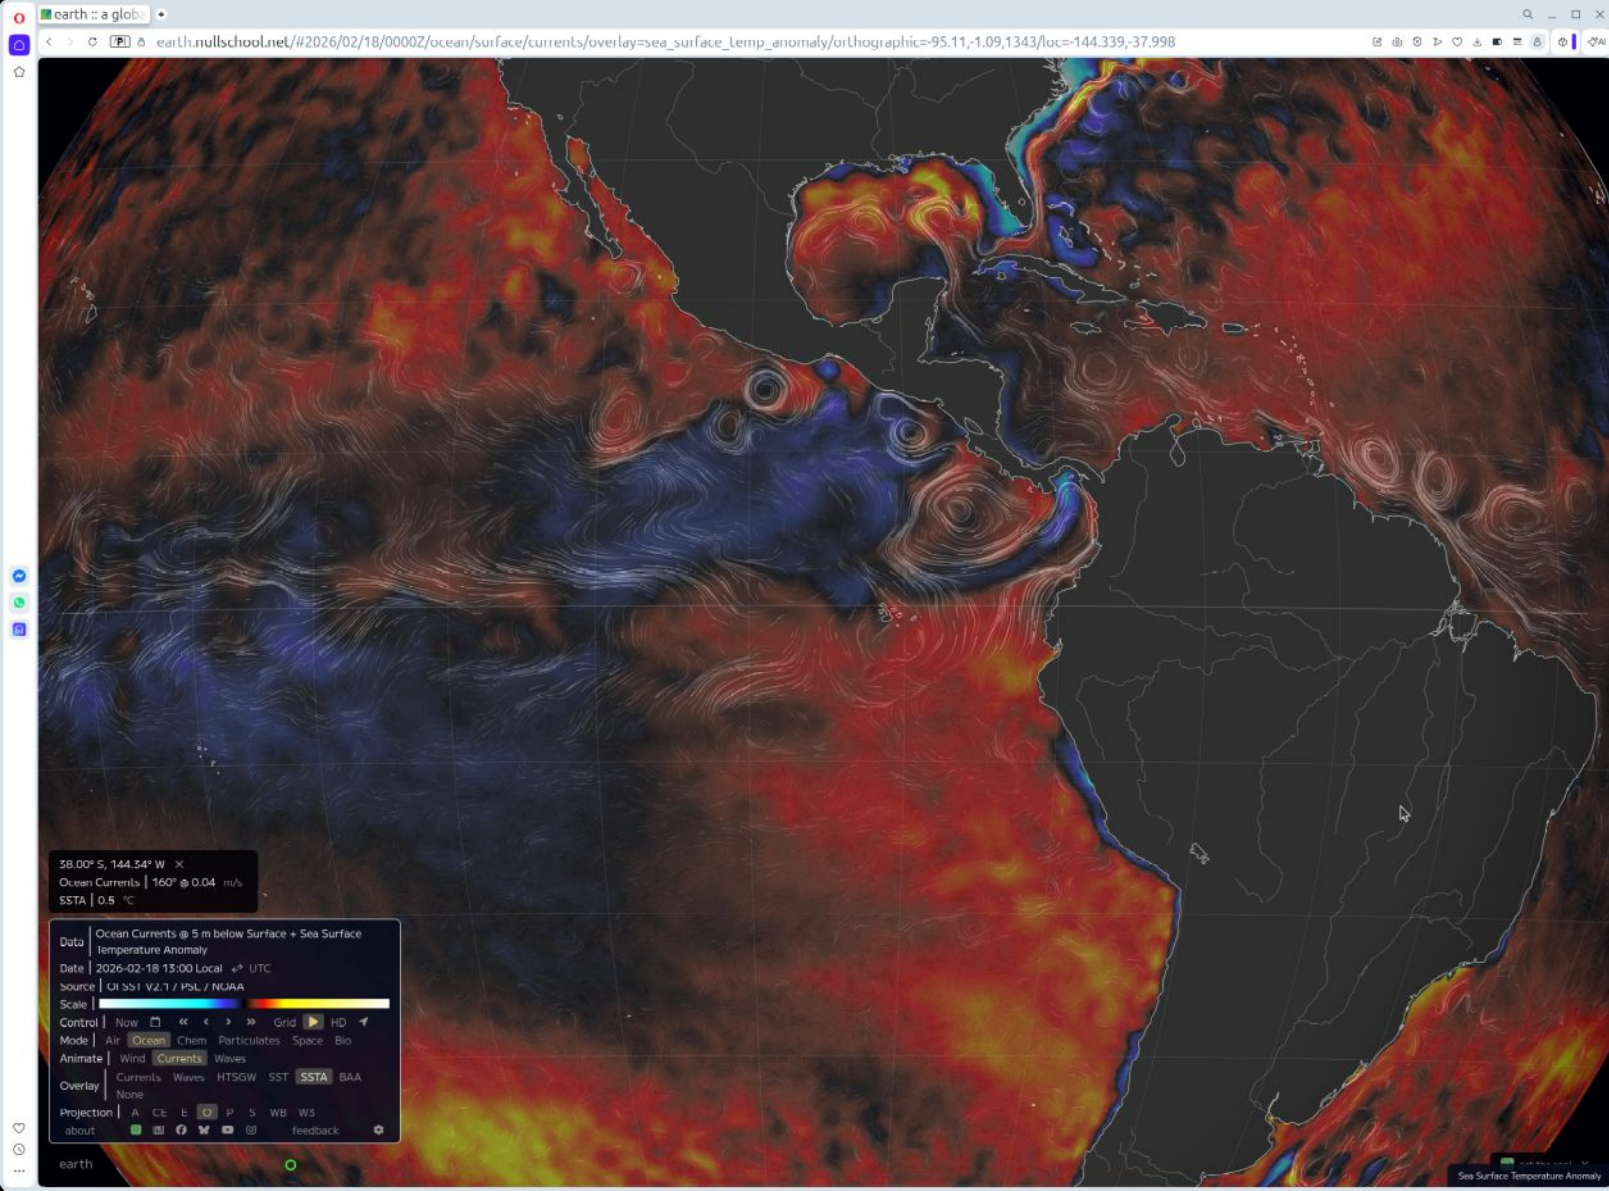 earth :: a globa
earth.nullschool.net/#2026/02/18/0000Z/ocean/surface/currents/overlay=sea_surface_temp_anomaly/orthographic=-95.11,-1.09,1343/loc=-144.339,-37.998
AI
38.00° S, 144.34° W ×
Ocean Currents | 160° @ 0.04 m/s
SSTA | 0.5 °C
Data | Ocean Currents @ 5 m below Surface + Sea Surface
Temperature Anomaly
Date | 2026-02-18 13:00 Local ⇄ UTC
Source | OISST V2.1 / PSL / NOAA
Scale |
Control | Now « ‹ › » Grid HD
Mode | Air Ocean Chem Particulates Space Bio
Animate | Wind Currents Waves
Overlay | Currents Waves HTSGW SST SSTA BAA
None
Projection | A CE E O P S WB W3
about feedback
earth
Sea Surface Temperature Anomaly